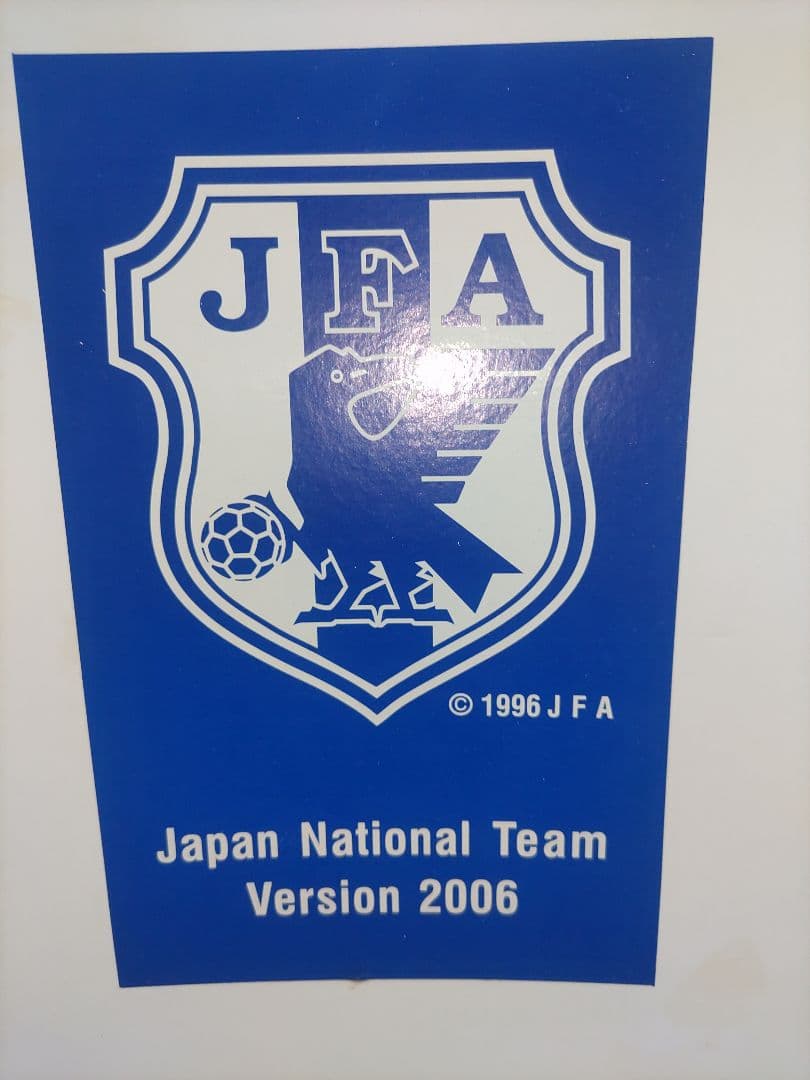 JFA
© 1996 J F A
Japan National Team
Version 2006